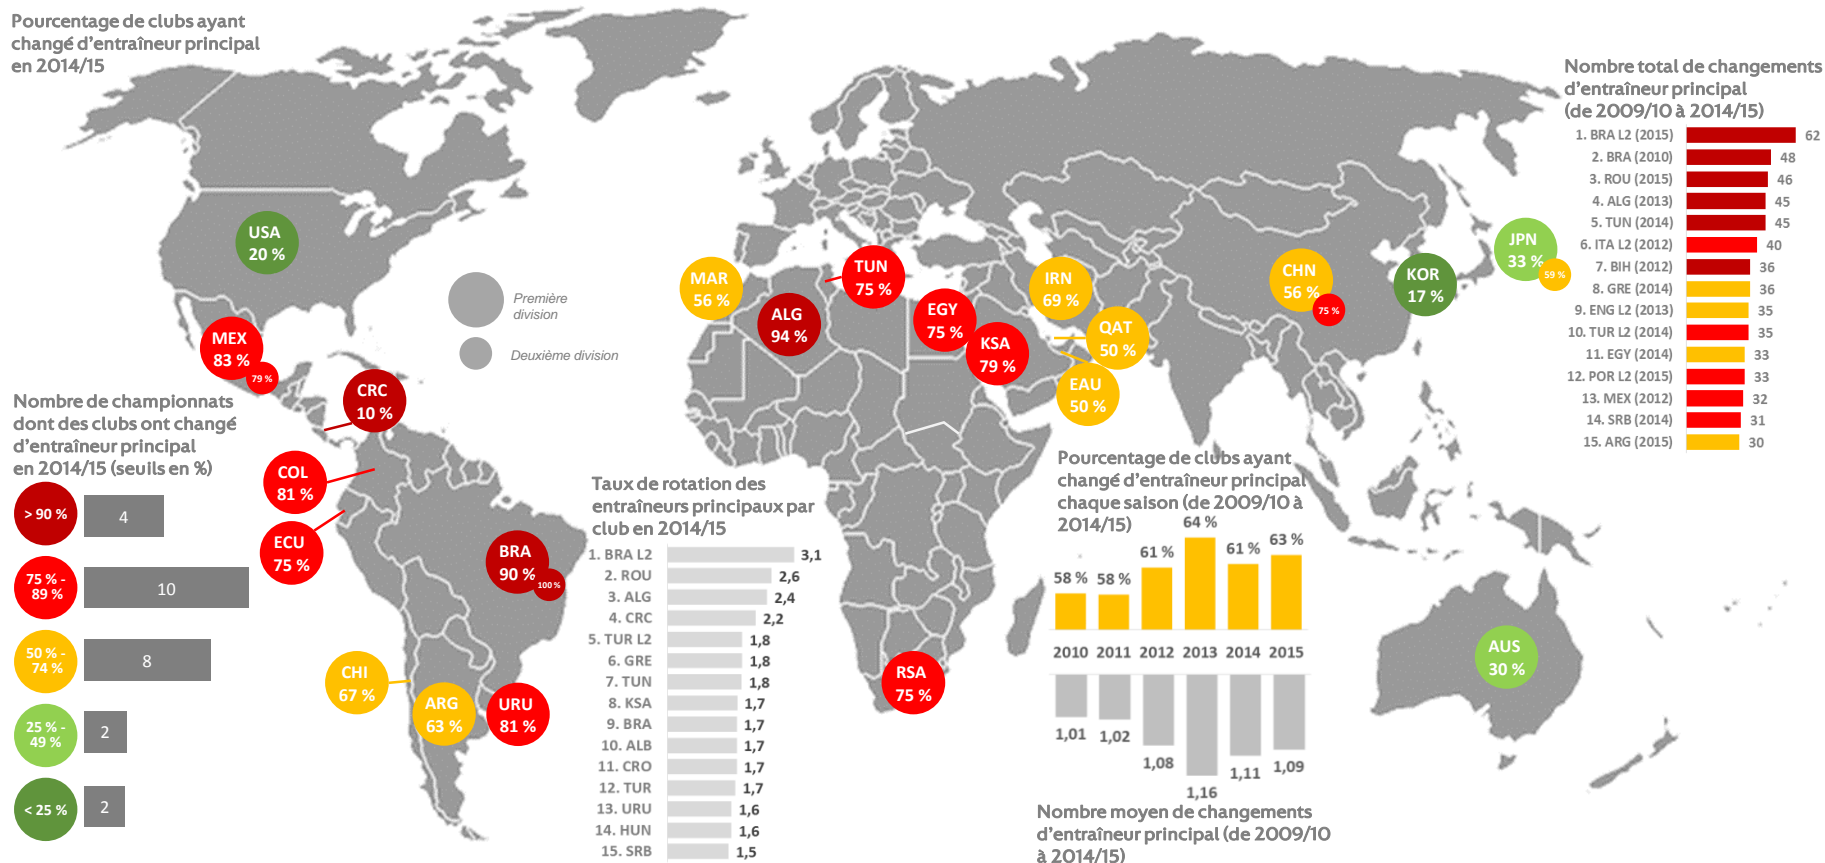 Pourcentage de clubs ayant
changé d'entraîneur principal
en 2014/15
USA
20 %
Première
division
Deuxième division
MEX
83 %
79 %
CRC
10 %
COL
81 %
ECU
75 %
BRA
90 %
100 %
CHI
67 %
ARG
63 %
URU
81 %
MAR
56 %
ALG
94 %
TUN
75 %
EGY
75 %
KSA
79 %
IRN
69 %
QAT
50 %
EAU
50 %
RSA
75 %
CHN
56 %
75 %
KOR
17 %
JPN
33 %
59 %
AUS
30 %
Nombre de championnats
dont des clubs ont changé
d'entraîneur principal
en 2014/15 (seuils en %)
> 90 %
4
75 % -
89 %
10
50 % -
74 %
8
25 % -
49 %
2
< 25 %
2
Taux de rotation des
entraîneurs principaux par
club en 2014/15
1. BRA L2 3,1
2. ROU 2,6
3. ALG 2,4
4. CRC 2,2
5. TUR L2 1,8
6. GRE 1,8
7. TUN 1,8
8. KSA 1,7
9. BRA 1,7
10. ALB 1,7
11. CRO 1,7
12. TUR 1,7
13. URU 1,6
14. HUN 1,6
15. SRB 1,5
Pourcentage de clubs ayant
changé d'entraîneur principal
chaque saison (de 2009/10 à
2014/15)
58 % 58 % 61 % 64 % 61 % 63 %
2010 2011 2012 2013 2014 2015
1,01 1,02 1,08 1,16 1,11 1,09
Nombre moyen de changements
d'entraîneur principal (de 2009/10
à 2014/15)
Nombre total de changements
d'entraîneur principal
(de 2009/10 à 2014/15)
1. BRA L2 (2015) 62
2. BRA (2010) 48
3. ROU (2015) 46
4. ALG (2013) 45
5. TUN (2014) 45
6. ITA L2 (2012) 40
7. BIH (2012) 36
8. GRE (2014) 36
9. ENG L2 (2013) 35
10. TUR L2 (2014) 35
11. EGY (2014) 33
12. POR L2 (2015) 33
13. MEX (2012) 32
14. SRB (2014) 31
15. ARG (2015) 30